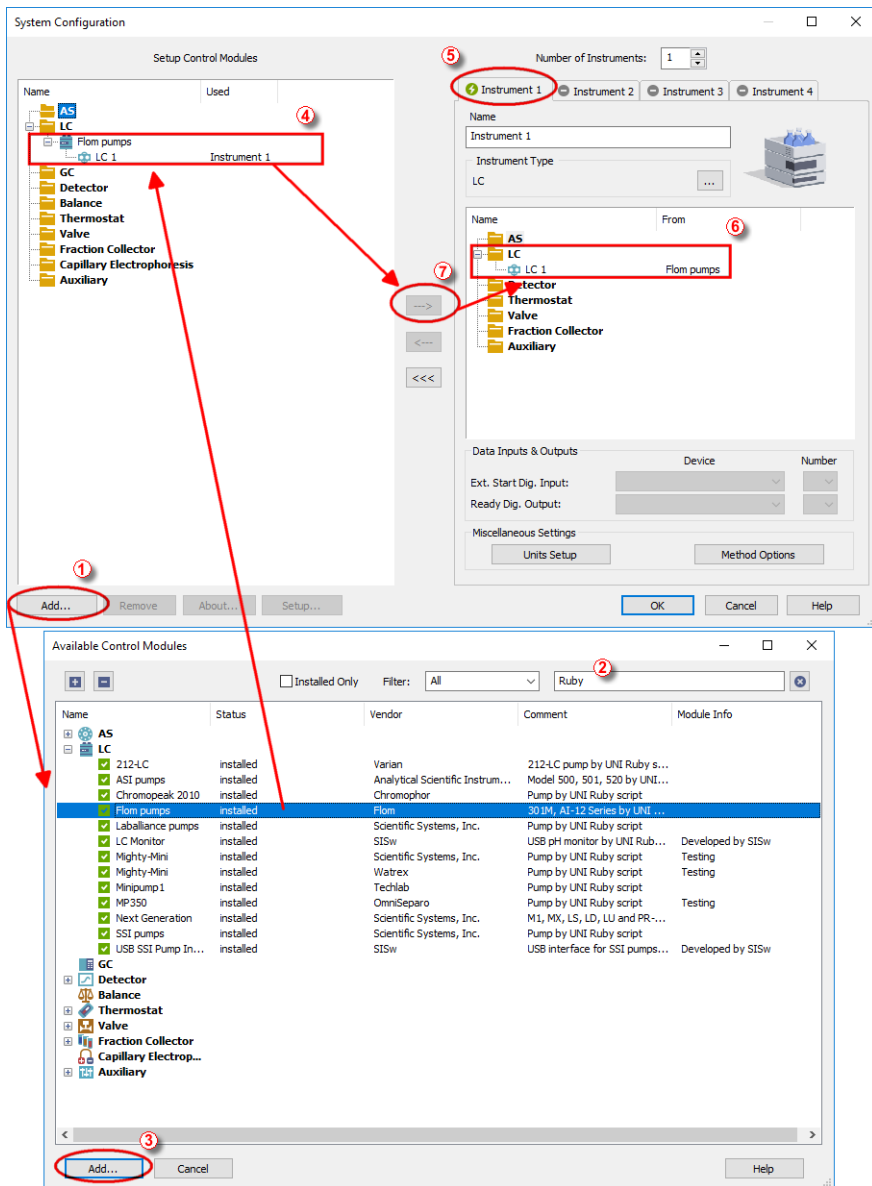 System Configuration
Setup Control Modules
⑤ Number of Instruments: 1
Name Used
④
AS
LC
Flom pumps
LC 1 Instrument 1
GC
Detector
Balance
Thermostat
Valve
Fraction Collector
Capillary Electrophoresis
Auxiliary
Instrument 1 Instrument 2 Instrument 3 Instrument 4
Name
Instrument 1
Instrument Type
LC ...
Name From
⑥
AS
LC
LC 1 Flom pumps
Detector
Thermostat
Valve
Fraction Collector
Auxiliary
⑦
--->
<---
<<<
Data Inputs & Outputs
Device Number
Ext. Start Dig. Input:
Ready Dig. Output:
Miscellaneous Settings
Units Setup Method Options
①
Add... Remove About... Setup... OK Cancel Help
Available Control Modules
Installed Only Filter: All Ruby ②
Name Status Vendor Comment Module Info
AS
LC
212-LC installed Varian 212-LC pump by UNI Ruby s...
ASI pumps installed Analytical Scientific Instrum... Model 500, 501, 520 by UNI...
Chromopeak 2010 installed Chromophor Pump by UNI Ruby script
Flom pumps installed Flom 301M, AI-12 Series by UNI ...
Laballiance pumps installed Scientific Systems, Inc. Pump by UNI Ruby script
LC Monitor installed SISw USB pH monitor by UNI Rub... Developed by SISw
Mighty-Mini installed Scientific Systems, Inc. Pump by UNI Ruby script Testing
Mighty-Mini installed Watrex Pump by UNI Ruby script Testing
Minipump1 installed Techlab Pump by UNI Ruby script
MP350 installed OmniSeparo Pump by UNI Ruby script Testing
Next Generation installed Scientific Systems, Inc. M1, MX, LS, LD, LU and PR-...
SSI pumps installed Scientific Systems, Inc. Pump by UNI Ruby script
USB SSI Pump In... installed SISw USB interface for SSI pumps... Developed by SISw
GC
Detector
Balance
Thermostat
Valve
Fraction Collector
Capillary Electrop...
Auxiliary
③
Add... Cancel Help